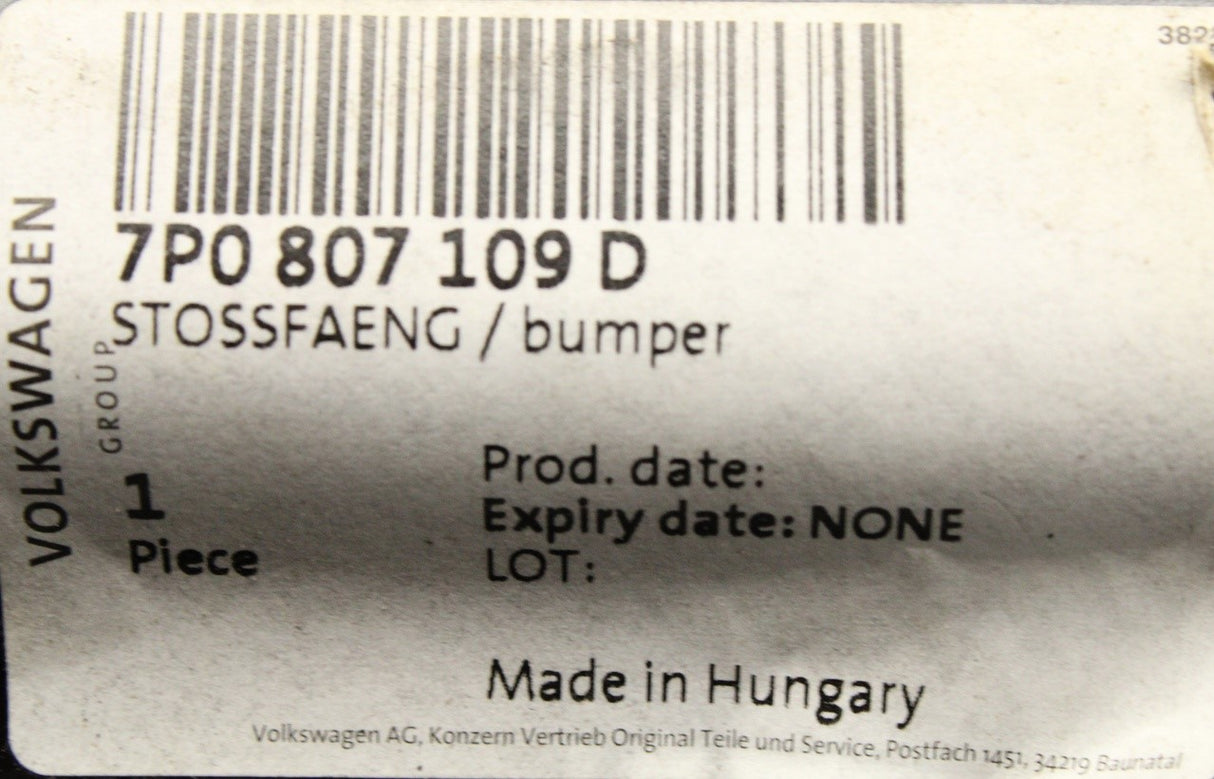 382
7P0 807 109 D
STOSSFAENG / bumper
VOLKSWAGEN
GROUP
1
Piece
Prod. date:
Expiry date: NONE
LOT:
Made in Hungary
Volkswagen AG, Konzern Vertrieb Original Teile und Service, Postfach 1451, 34219 Baunatal